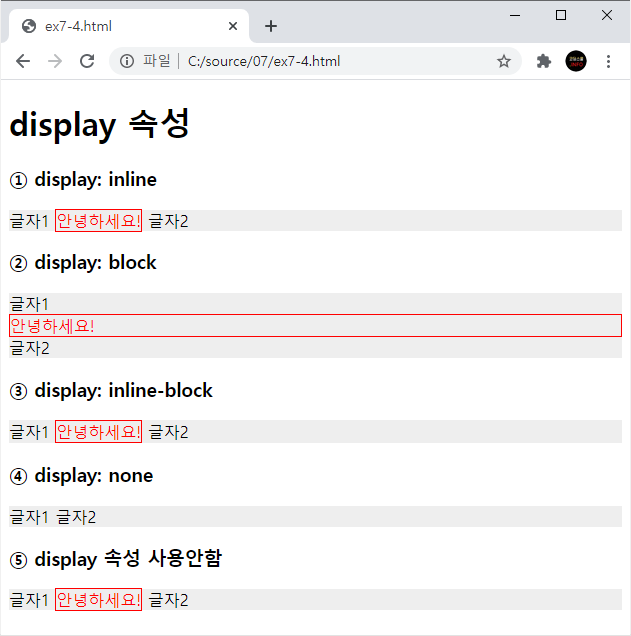 ex7-4.html
파일 C:/source/07/ex7-4.html
display 속성
① display: inline
글자1 안녕하세요! 글자2
② display: block
글자1
안녕하세요!
글자2
③ display: inline-block
글자1 안녕하세요! 글자2
④ display: none
글자1 글자2
⑤ display 속성 사용안함
글자1 안녕하세요! 글자2